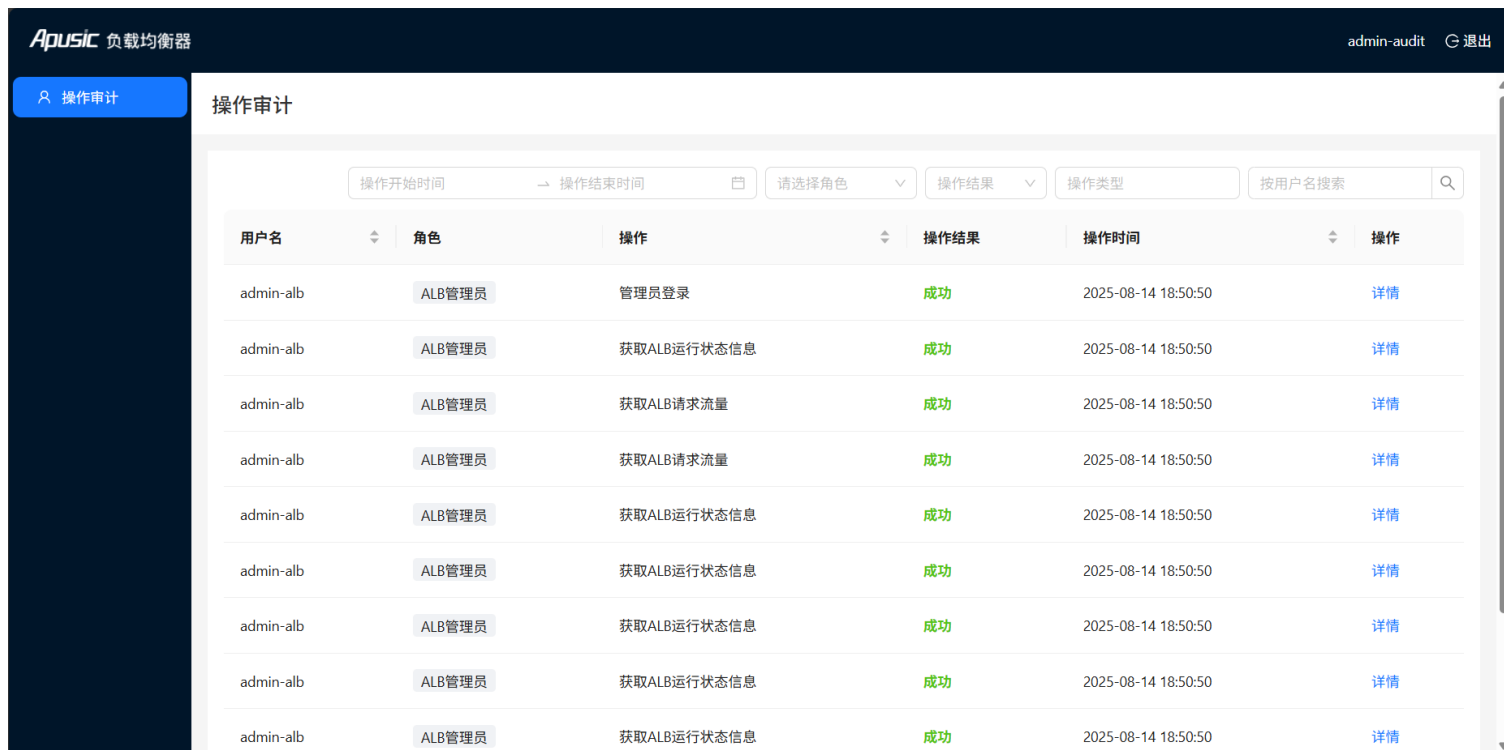 Apusic 负载均衡器
admin-audit 退出
操作审计
操作审计
操作开始时间 操作结束时间 请选择角色 操作结果 操作类型 按用户名搜索
用户名 角色 操作 操作结果 操作时间 操作
admin-alb ALB管理员 管理员登录 成功 2025-08-14 18:50:50 详情
admin-alb ALB管理员 获取ALB运行状态信息 成功 2025-08-14 18:50:50 详情
admin-alb ALB管理员 获取ALB请求流量 成功 2025-08-14 18:50:50 详情
admin-alb ALB管理员 获取ALB请求流量 成功 2025-08-14 18:50:50 详情
admin-alb ALB管理员 获取ALB运行状态信息 成功 2025-08-14 18:50:50 详情
admin-alb ALB管理员 获取ALB运行状态信息 成功 2025-08-14 18:50:50 详情
admin-alb ALB管理员 获取ALB运行状态信息 成功 2025-08-14 18:50:50 详情
admin-alb ALB管理员 获取ALB运行状态信息 成功 2025-08-14 18:50:50 详情
admin-alb ALB管理员 获取ALB运行状态信息 成功 2025-08-14 18:50:50 详情